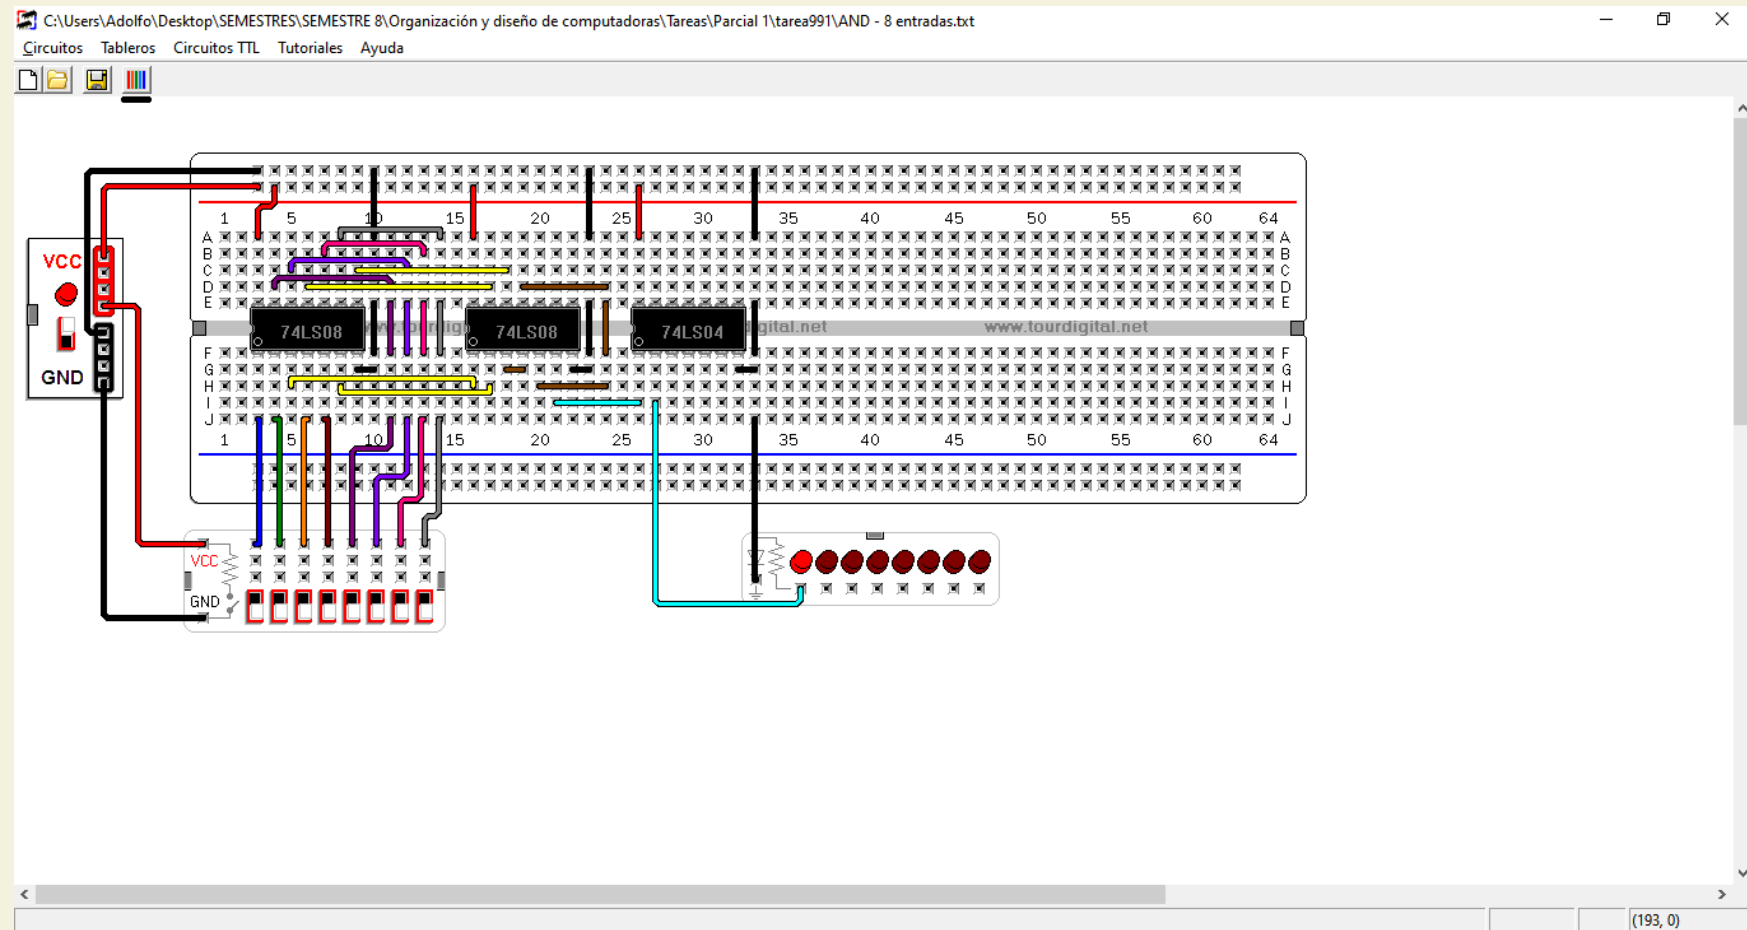 C:\Users\Adolfo\Desktop\SEMESTRES\SEMESTRE 8\Organización y diseño de computadoras\Tareas\Parcial 1\tarea991\AND - 8 entradas.txt
Circuitos Tableros Circuitos TTL Tutoriales Ayuda
1 5 10 15 20 25 30 35 40 45 50 55 60 64
A A
B B
C C
D D
E E
VCC
GND
74LS08 74LS08 74LS04 www.tourdigital.net
F F
G G
H H
I I
J J
1 5 10 15 20 25 30 35 40 45 50 55 60 64
VCC
GND
(193, 0)